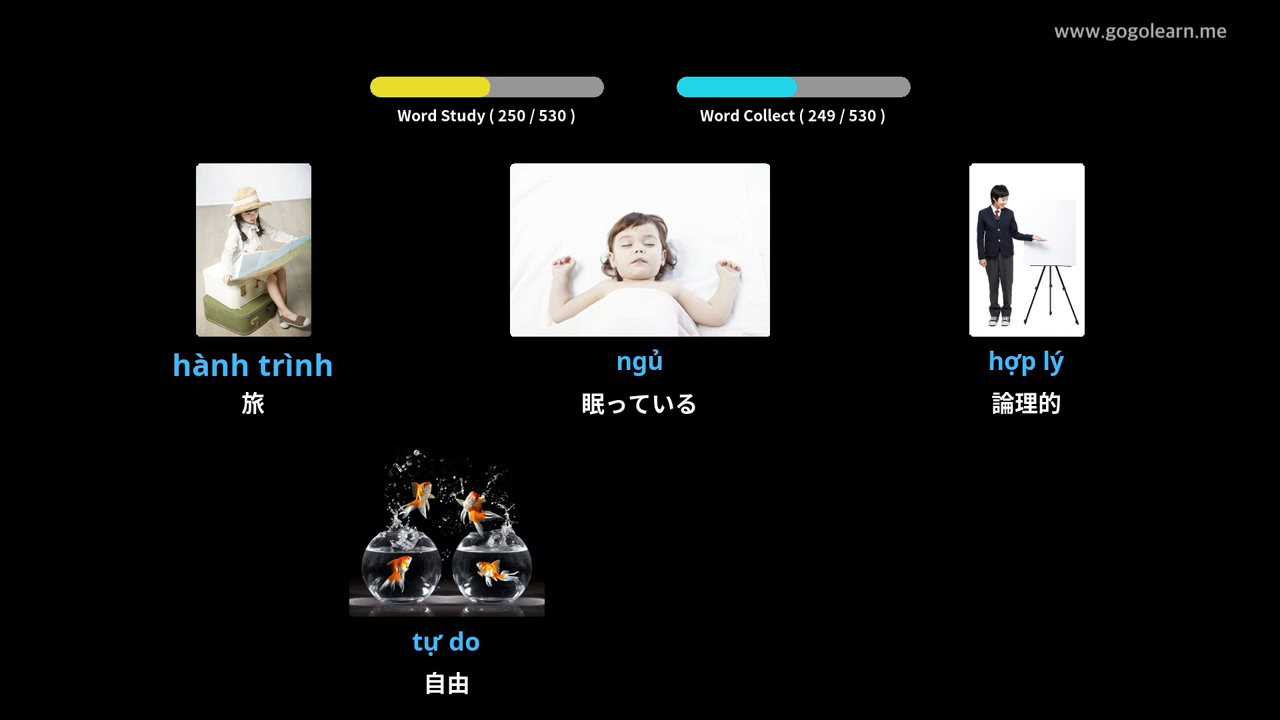 www.gogolearn.me
Word Study ( 250 / 530 )
Word Collect ( 249 / 530 )
hành trình
旅
ngủ
眠っている
hợp lý
論理的
tự do
自由